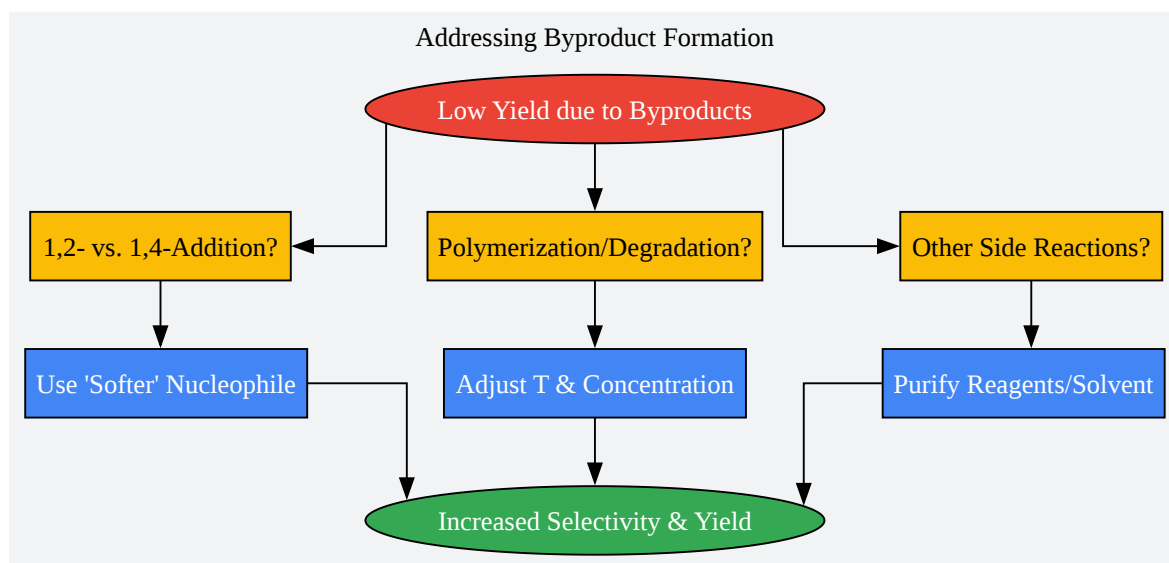 Addressing Byproduct Formation
Low Yield due to Byproducts
1,2- vs. 1,4-Addition?
Polymerization/Degradation?
Other Side Reactions?
Use 'Softer' Nucleophile
Adjust T & Concentration
Purify Reagents/Solvent
Increased Selectivity & Yield